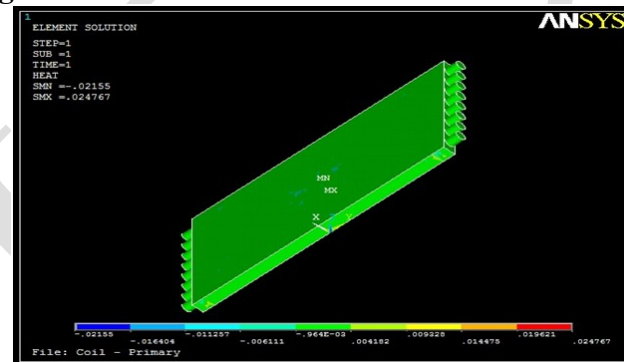 1
ELEMENT SOLUTION
ANSYS
STEP=1
SUB =1
TIME=1
HEAT
SMN =-.02155
SMX =.024767
MN
MX
X Z Y
-.02155 -.011257 -.964E-03 .009328 .019621
-.016404 -.006111 .004182 .014475 .024767
File: Coil - Primary